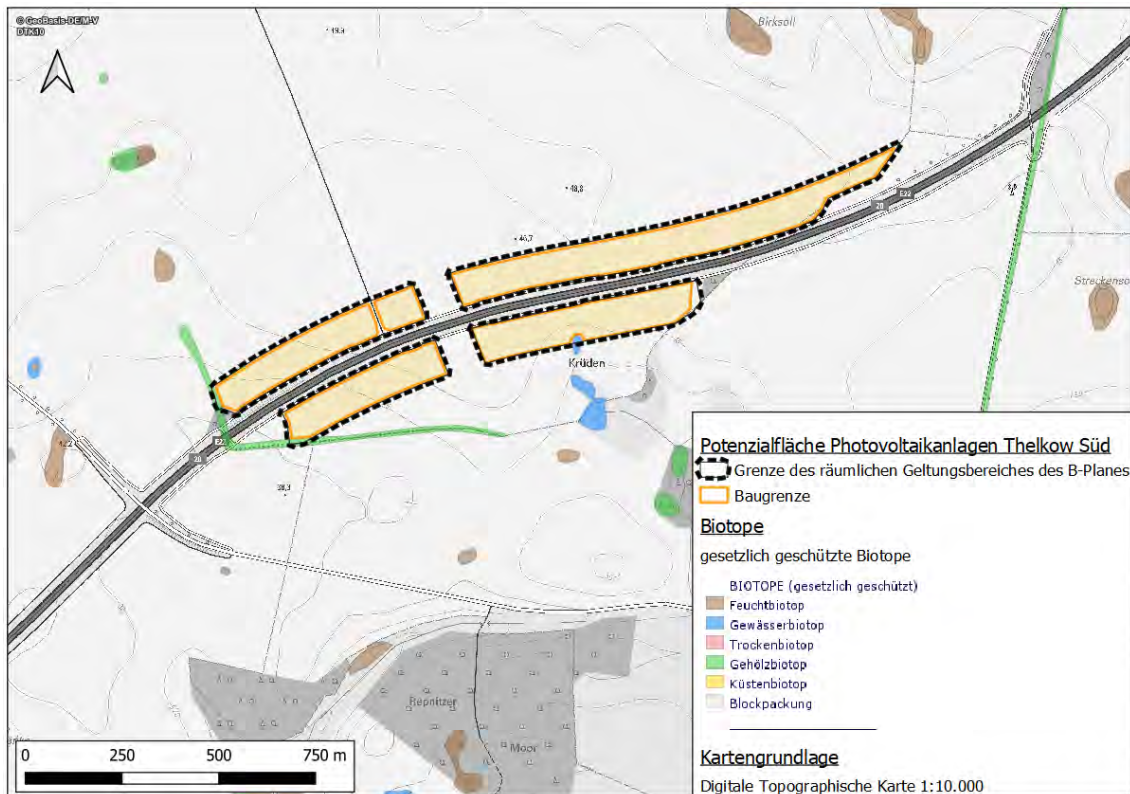 © GeoBasis-DE/M-V
DTK10
Birksoll
48,8
46,7
E22
20
Streckensoll
Krüden
E22
20
38,3
Repnitzer
Moor
Potenzialfläche Photovoltaikanlagen Thelkow Süd
Grenze des räumlichen Geltungsbereiches des B-Planes
Baugrenze
Biotope
gesetzlich geschützte Biotope
BIOTOPE (gesetzlich geschützt)
Feuchtbiotop
Gewässerbiotop
Trockenbiotop
Gehölzbiotop
Küstenbiotop
Blockpackung
Kartengrundlage
Digitale Topographische Karte 1:10.000
0 250 500 750 m